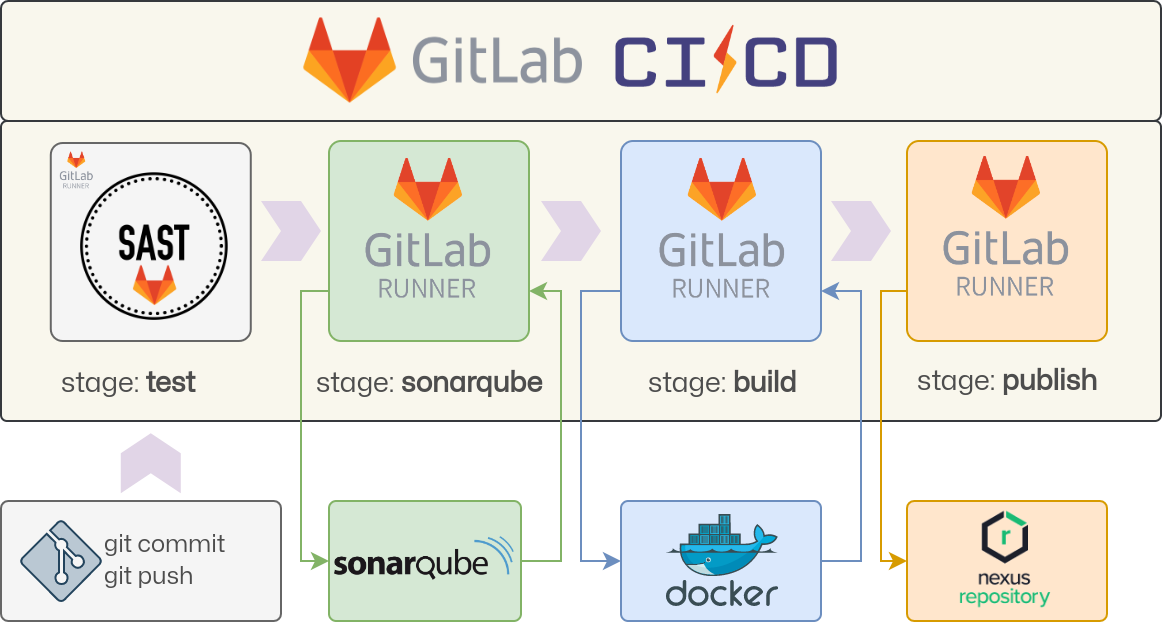 GitLab CI CD
GitLab
RUNNER
SAST
GitLab
RUNNER
GitLab
RUNNER
GitLab
RUNNER
stage: test
stage: sonarqube
stage: build
stage: publish
git commit
git push
sonarqube
docker
r
nexus
repository